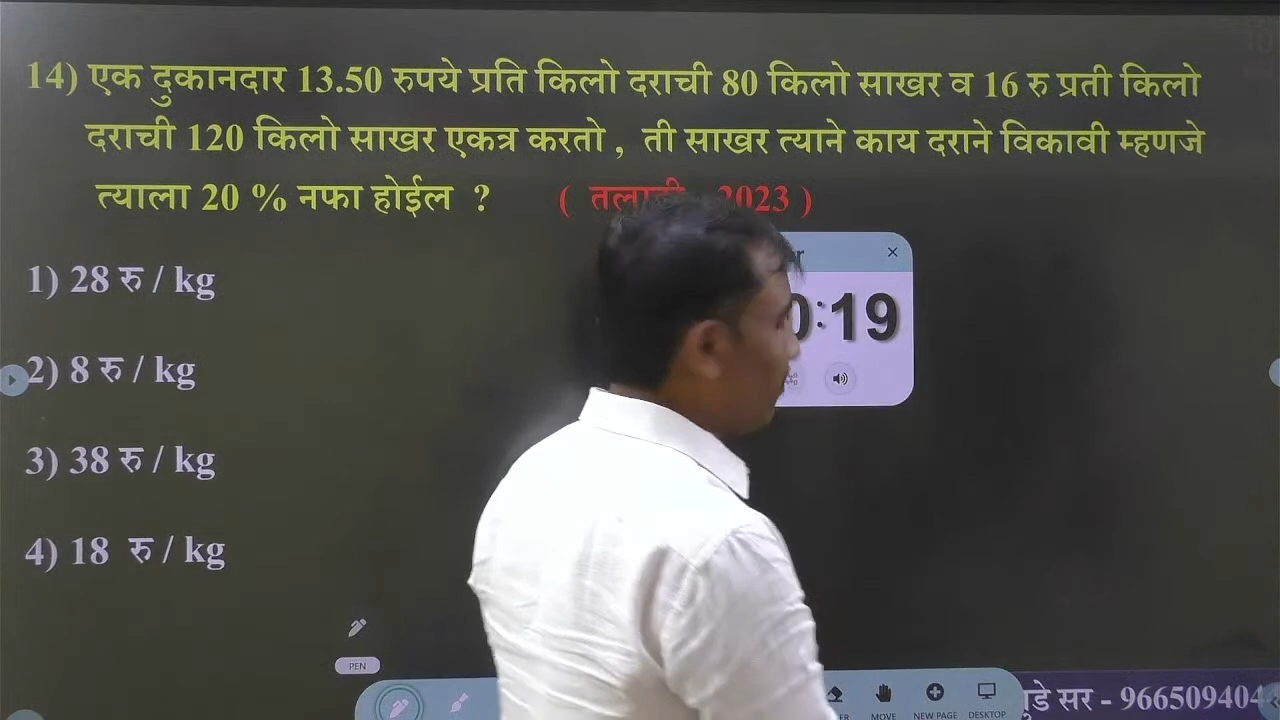 14) एक दुकानदार 13.50 रुपये प्रति किलो दराची 80 किलो साखर व 16 रु प्रती किलो
दराची 120 किलो साखर एकत्र करतो , ती साखर त्याने काय दराने विकावी म्हणजे
त्याला 20 % नफा होईल ?
( 2023 )
1) 28 रु / kg
:19
2) 8 रु / kg
3) 38 रु / kg
4) 18 रु / kg
PEN
MOVE
NEW PAGE
DESKTOP
सर - 966509404